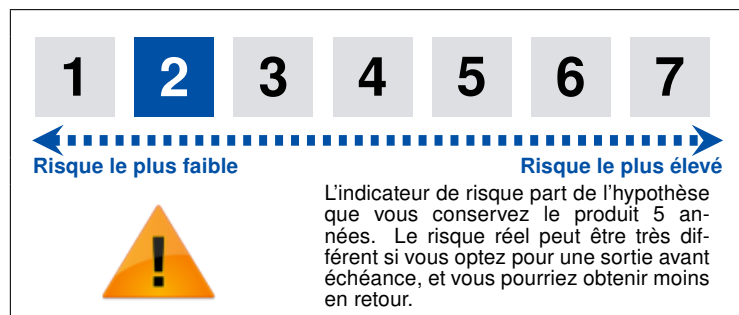 1 2 3 4 5 6 7
Risque le plus faible Risque le plus élevé
L'indicateur de risque part de l'hypothèse
que vous conservez le produit 5 an-
nées. Le risque réel peut être très dif-
férent si vous optez pour une sortie avant
échéance, et vous pourriez obtenir moins
en retour.